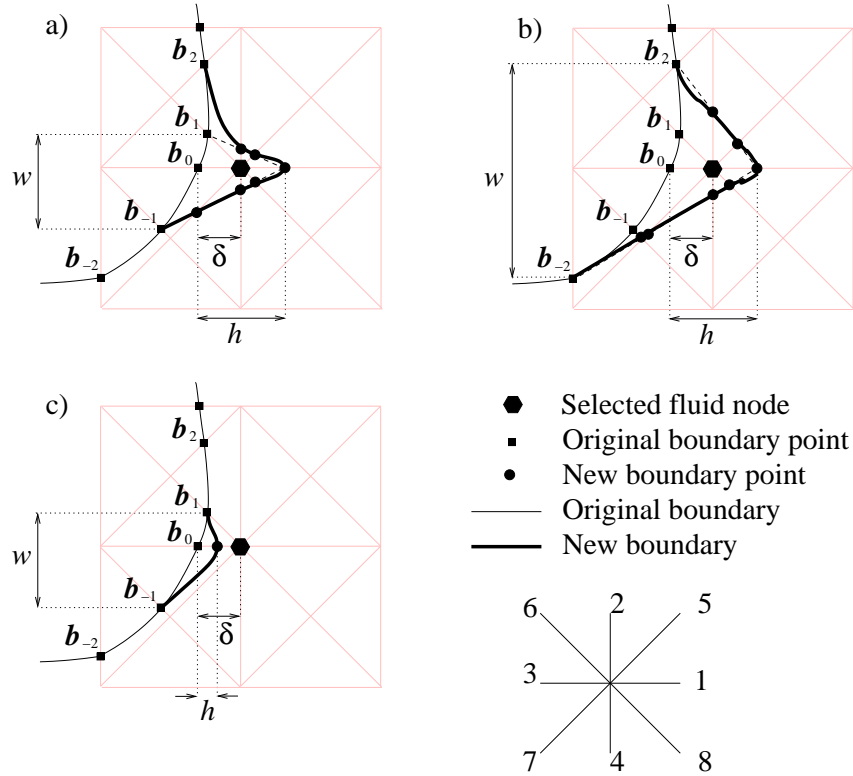 a)
b₂
b₁
b₀
w
b₋₁
b₋₂
δ
h
b)
b₂
b₁
b₀
w
b₋₁
b₋₂
δ
h
c)
b₂
b₁
b₀
w
b₋₁
b₋₂
δ
h
Selected fluid node
Original boundary point
New boundary point
Original boundary
New boundary
6 2 5
3 1
7 4 8